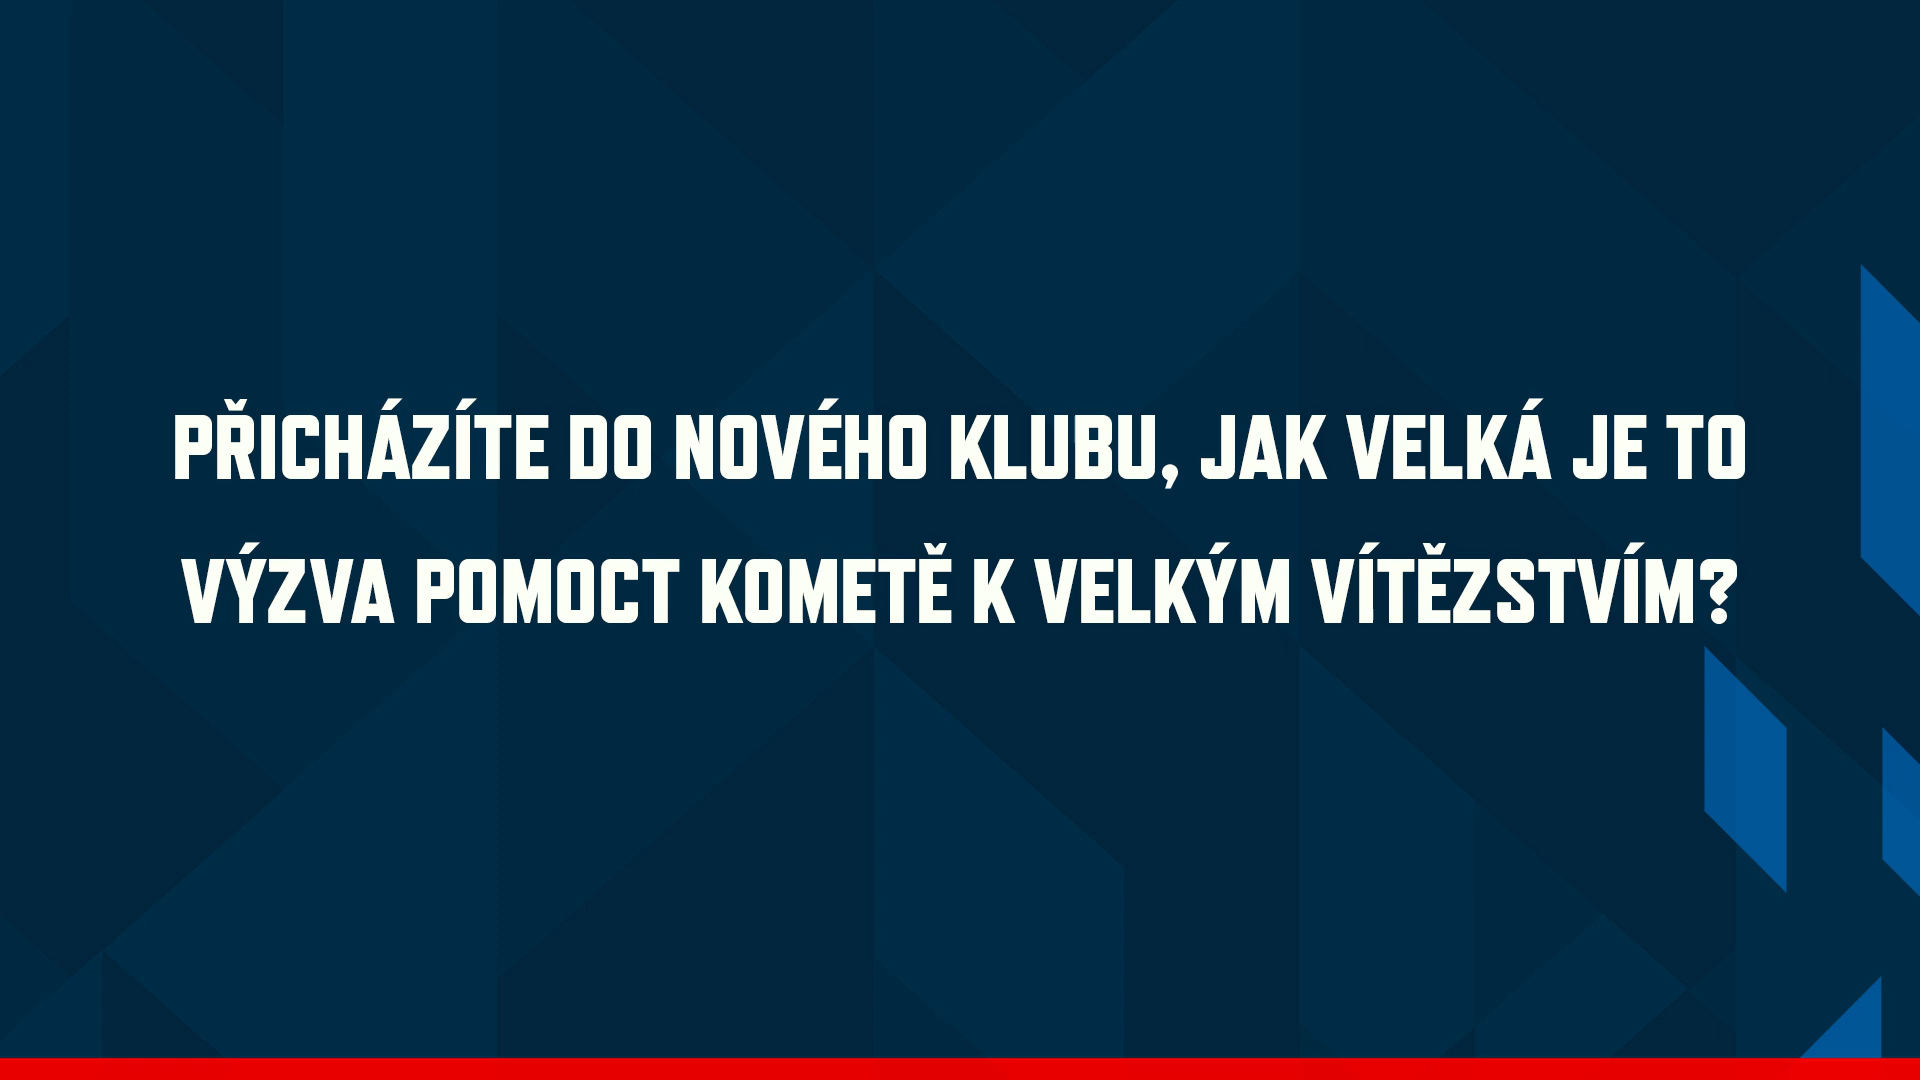 PŘICHÁZÍTE DO NOVÉHO KLUBU, JAK VELKÁ JE TO
VÝZVA POMOCT KOMETĚ K VELKÝM VÍTĚZSTVÍM?